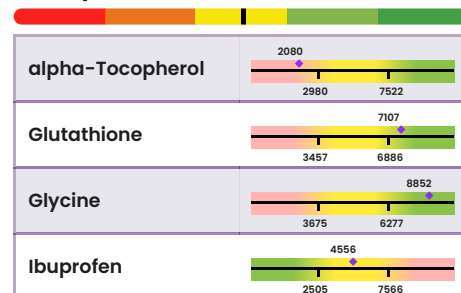 2080
alpha-Tocopherol
2980 7522
7107
Glutathione
3457 6886
8852
Glycine
3675 6277
4556
Ibuprofen
2505 7566